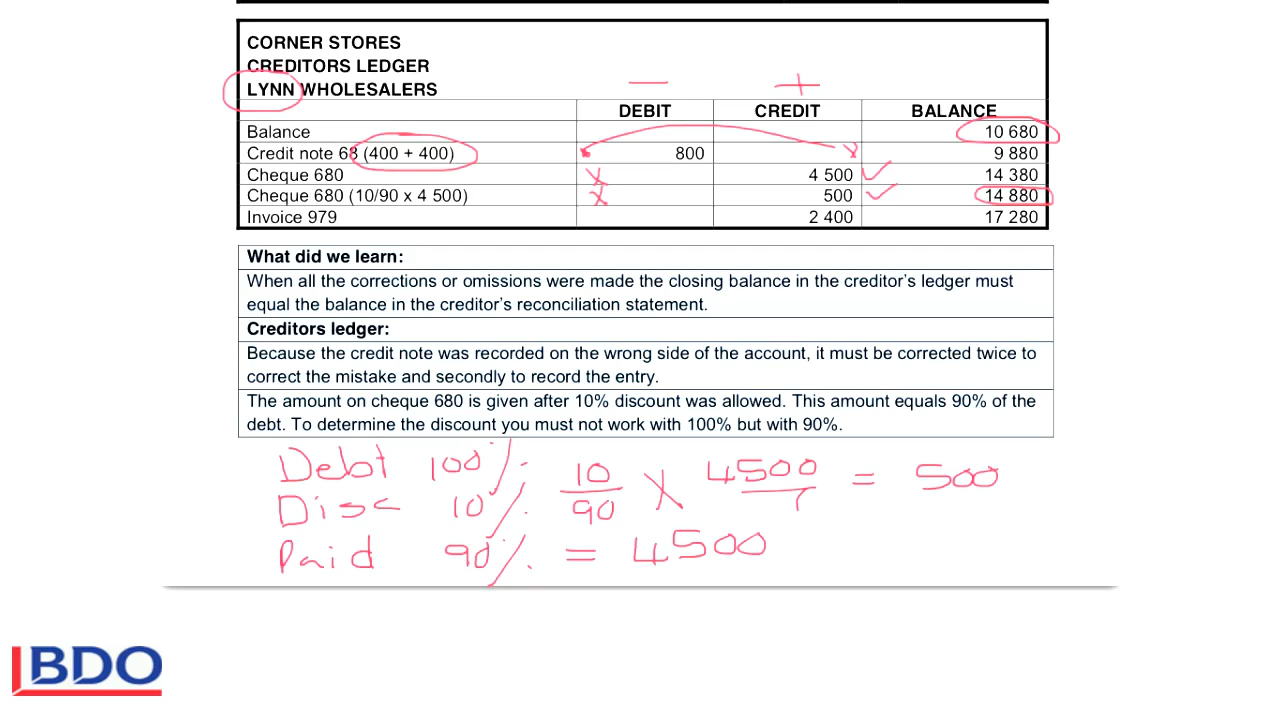 CORNER STORES
CREDITORS LEDGER
LYNN WHOLESALERS
− +
DEBIT CREDIT BALANCE
Balance 10 680
Credit note 68 (400 + 400) 800 9 880
Cheque 680 4 500 14 380
Cheque 680 (10/90 x 4 500) 500 14 880
Invoice 979 2 400 17 280
What did we learn:
When all the corrections or omissions were made the closing balance in the creditor's ledger must
equal the balance in the creditor's reconciliation statement.
Creditors ledger:
Because the credit note was recorded on the wrong side of the account, it must be corrected twice to
correct the mistake and secondly to record the entry.
The amount on cheque 680 is given after 10% discount was allowed. This amount equals 90% of the
debt. To determine the discount you must not work with 100% but with 90%.
Debt 100%
Disc 10% 10/90 X 4500/1 = 500
Paid 90% = 4500
BDO